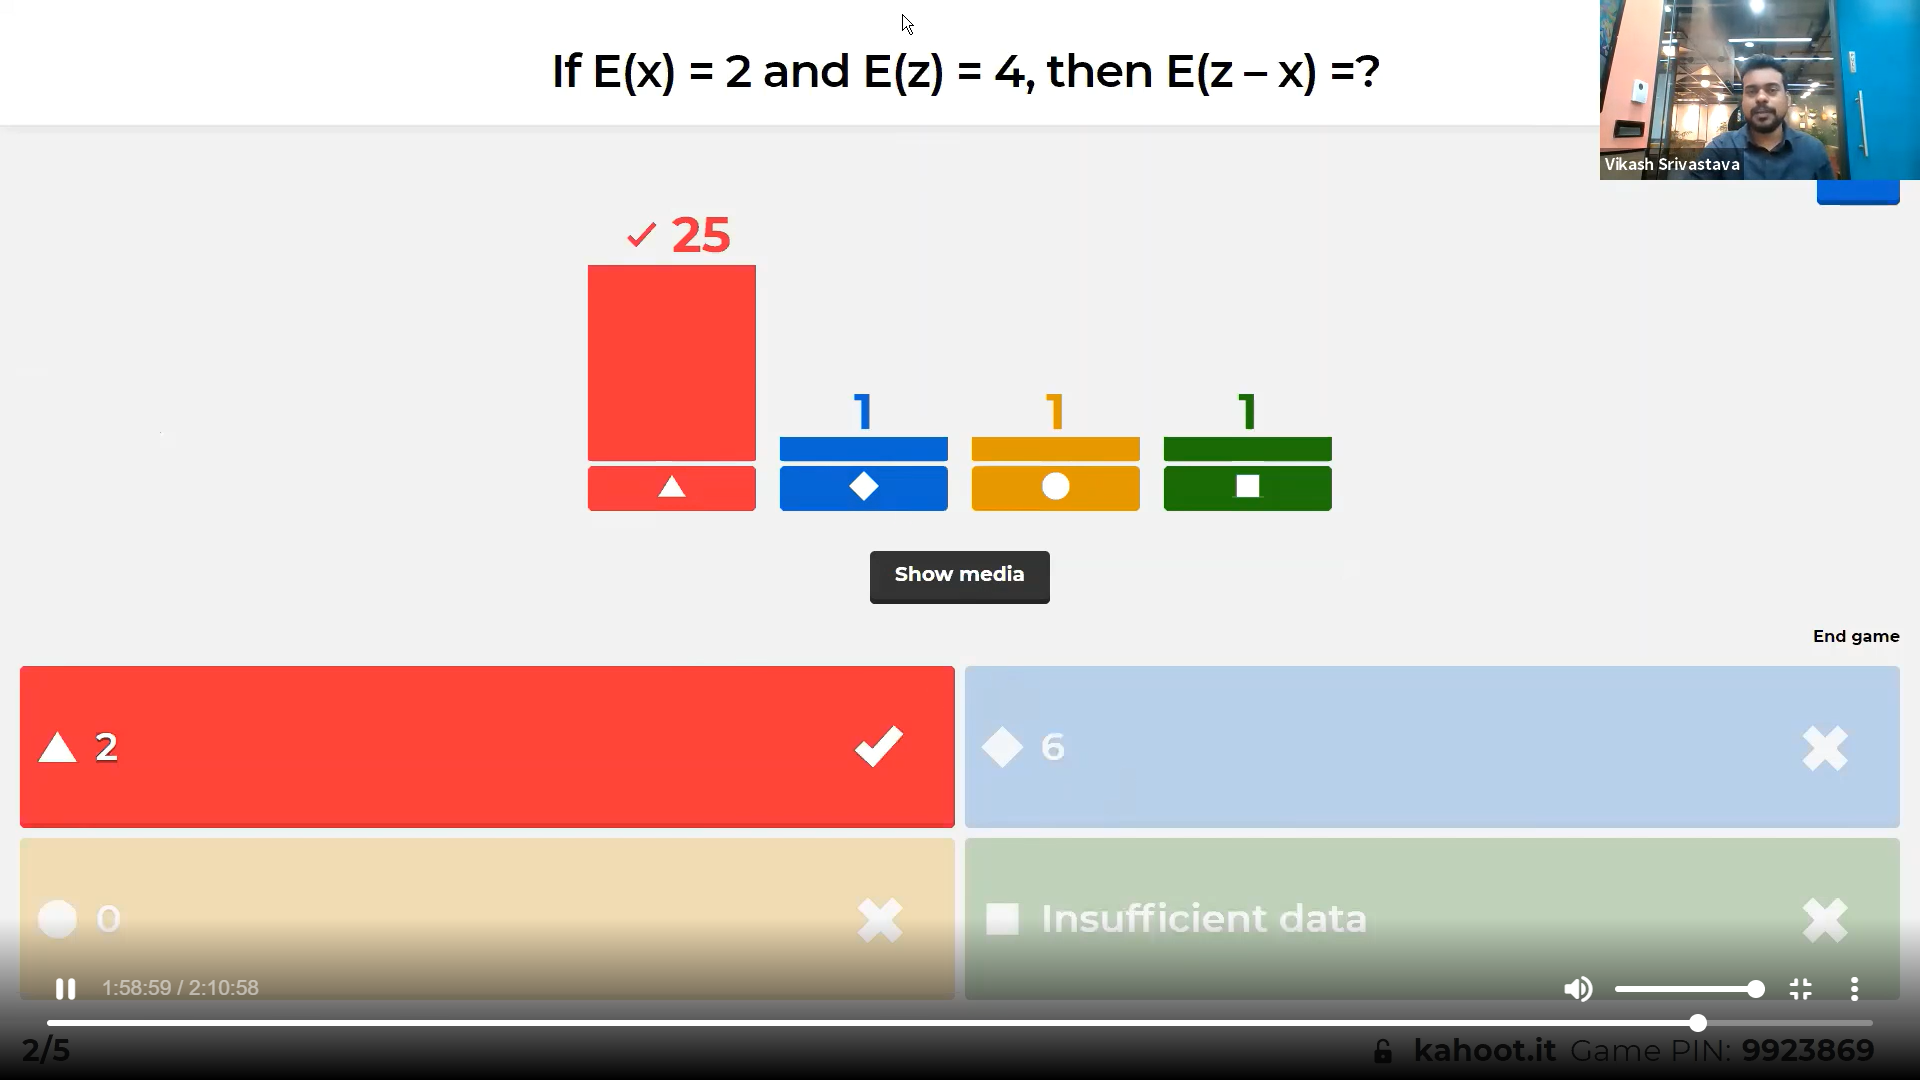 If E(x) = 2 and E(z) = 4, then E(z – x) =?
Vikash Srivastava
25
1
1
1
Show media
End game
2
6
0
Insufficient data
1:58:59 / 2:10:58
2/5
kahoot.it Game PIN: 9923869